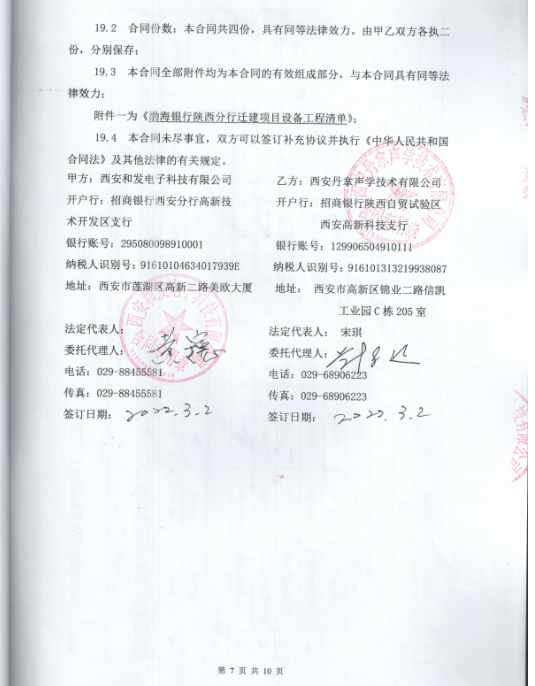 19.2 合同份数：本合同共四份，具有同等法律效力。由甲乙双方各执二
份，分别保存；
19.3 本合同全部附件均为本合同的有效组成部分，与本合同具有同等法
律效力；
附件一为《渤海银行陕西分行迁建项目设备工程清单》；
19.4 本合同未尽事宜，双方可以签订补充协议并执行《中华人民共和国
合同法》及其他法律的有关规定。
甲方：西安和发电子科技有限公司
开户行：招商银行西安分行高新技
术开发区支行
银行账号：295080098910001
纳税人识别号：91610104634017939E
地址：西安市莲湖区高新二路美欧大厦
法定代表人：
委托代理人：
电话：029-88455581
传真：029-88455581
签订日期：2022.3.2
乙方：西安丹拿声学技术有限公司
开户行：招商银行陕西自贸试验区
西安高新科技支行
银行账号：129906504910111
纳税人识别号：916101313219938087
地址：西安市高新区锦业二路信凯
工业园 C 栋 205 室
法定代表人：宋琪
委托代理人：
电话：029-68906223
传真：029-68906223
签订日期：2022.3.2
第 7 页 共 10 页